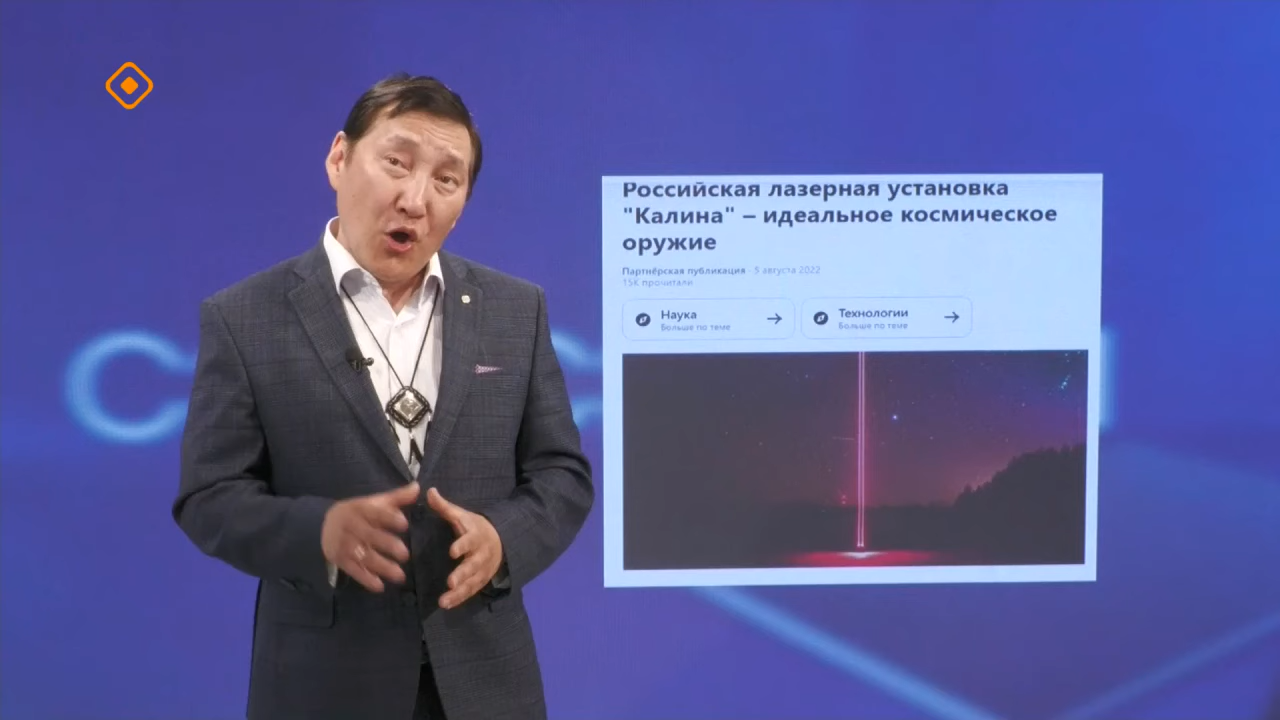 Российская лазерная установка
"Калина" – идеальное космическое
оружие
Партнёрская публикация · 5 августа 2022
15K прочитали
Наука
Больше по теме
Технологии
Больше по теме